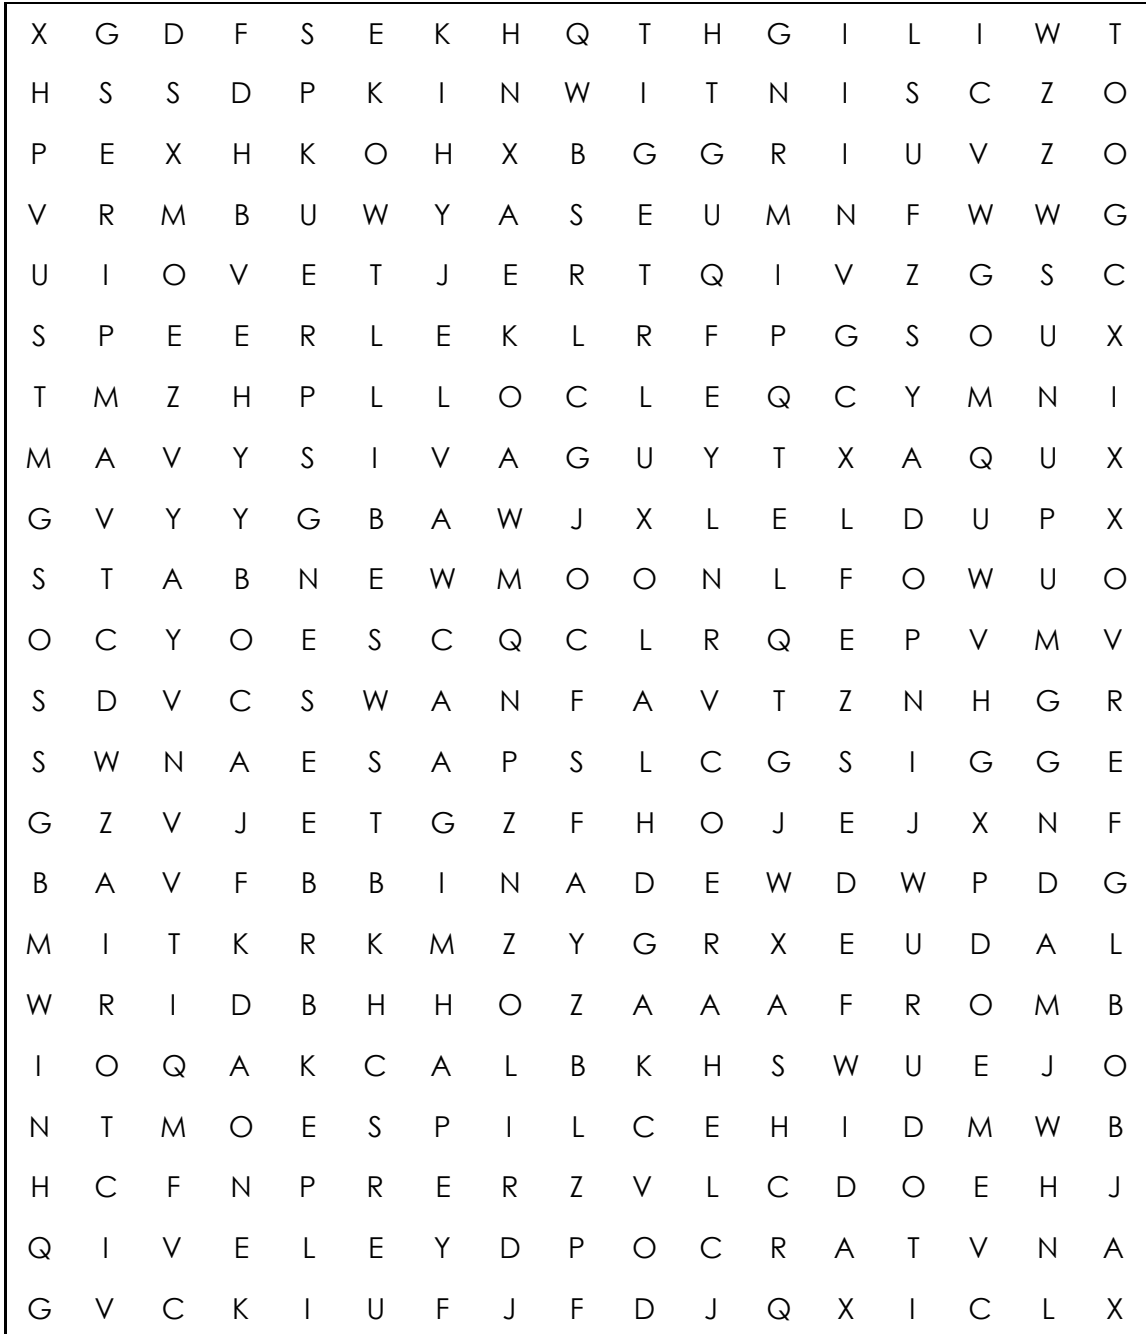 X G D F S E K H Q T H G I L I W T
H S S D P K I N W I T N I S C Z O
P E X H K O H X B G G R I U V Z O
V R M B U W Y A S E U M N F W W G
U I O V E T J E R T Q I V Z G S C
S P E E R L E K L R F P G S O U X
T M Z H P L L O C L E Q C Y M N I
M A V Y S I V A G U Y T X A Q U X
G V Y Y G B A W J X L E L D U P X
S T A B N E W M O O N L F O W U O
O C Y O E S C Q C L R Q E P V M V
S D V C S W A N F A V T Z N H G R
S W N A E S A P S L C G S I G G E
G Z V J E T G Z F H O J E J X N F
B A V F B B I N A D E W D W P D G
M I T K R K M Z Y G R X E U D A L
W R I D B H H O Z A A A F R O M B
I O Q A K C A L B K H S W U E J O
N T M O E S P I L C E H I D M W B
H C F N P R E R Z V L C D O E H J
Q I V E L E Y D P O C R A T V N A
G V C K I U F J F D J Q X I C L X